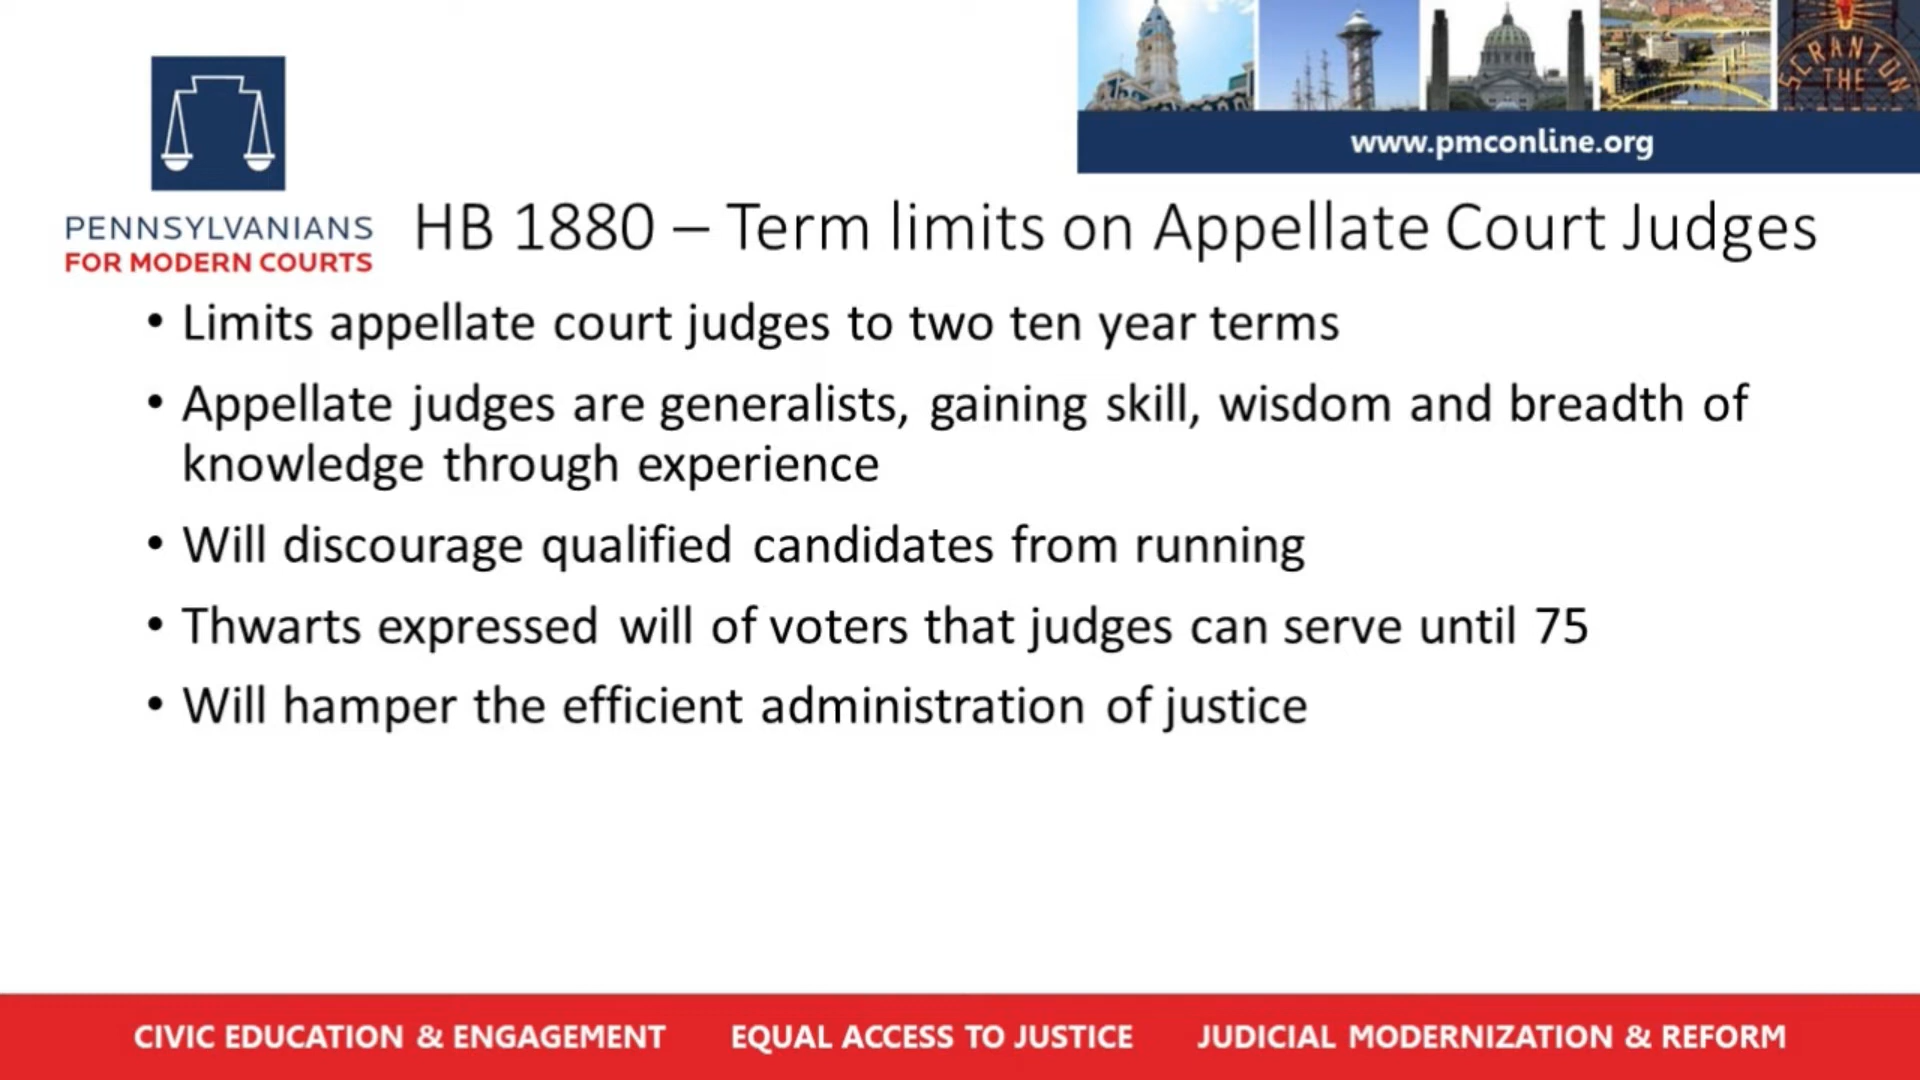 SCRANTON
THE
www.pmconline.org
PENNSYLVANIANS
FOR MODERN COURTS
HB 1880 – Term limits on Appellate Court Judges
• Limits appellate court judges to two ten year terms
• Appellate judges are generalists, gaining skill, wisdom and breadth of
knowledge through experience
• Will discourage qualified candidates from running
• Thwarts expressed will of voters that judges can serve until 75
• Will hamper the efficient administration of justice
CIVIC EDUCATION & ENGAGEMENT EQUAL ACCESS TO JUSTICE JUDICIAL MODERNIZATION & REFORM